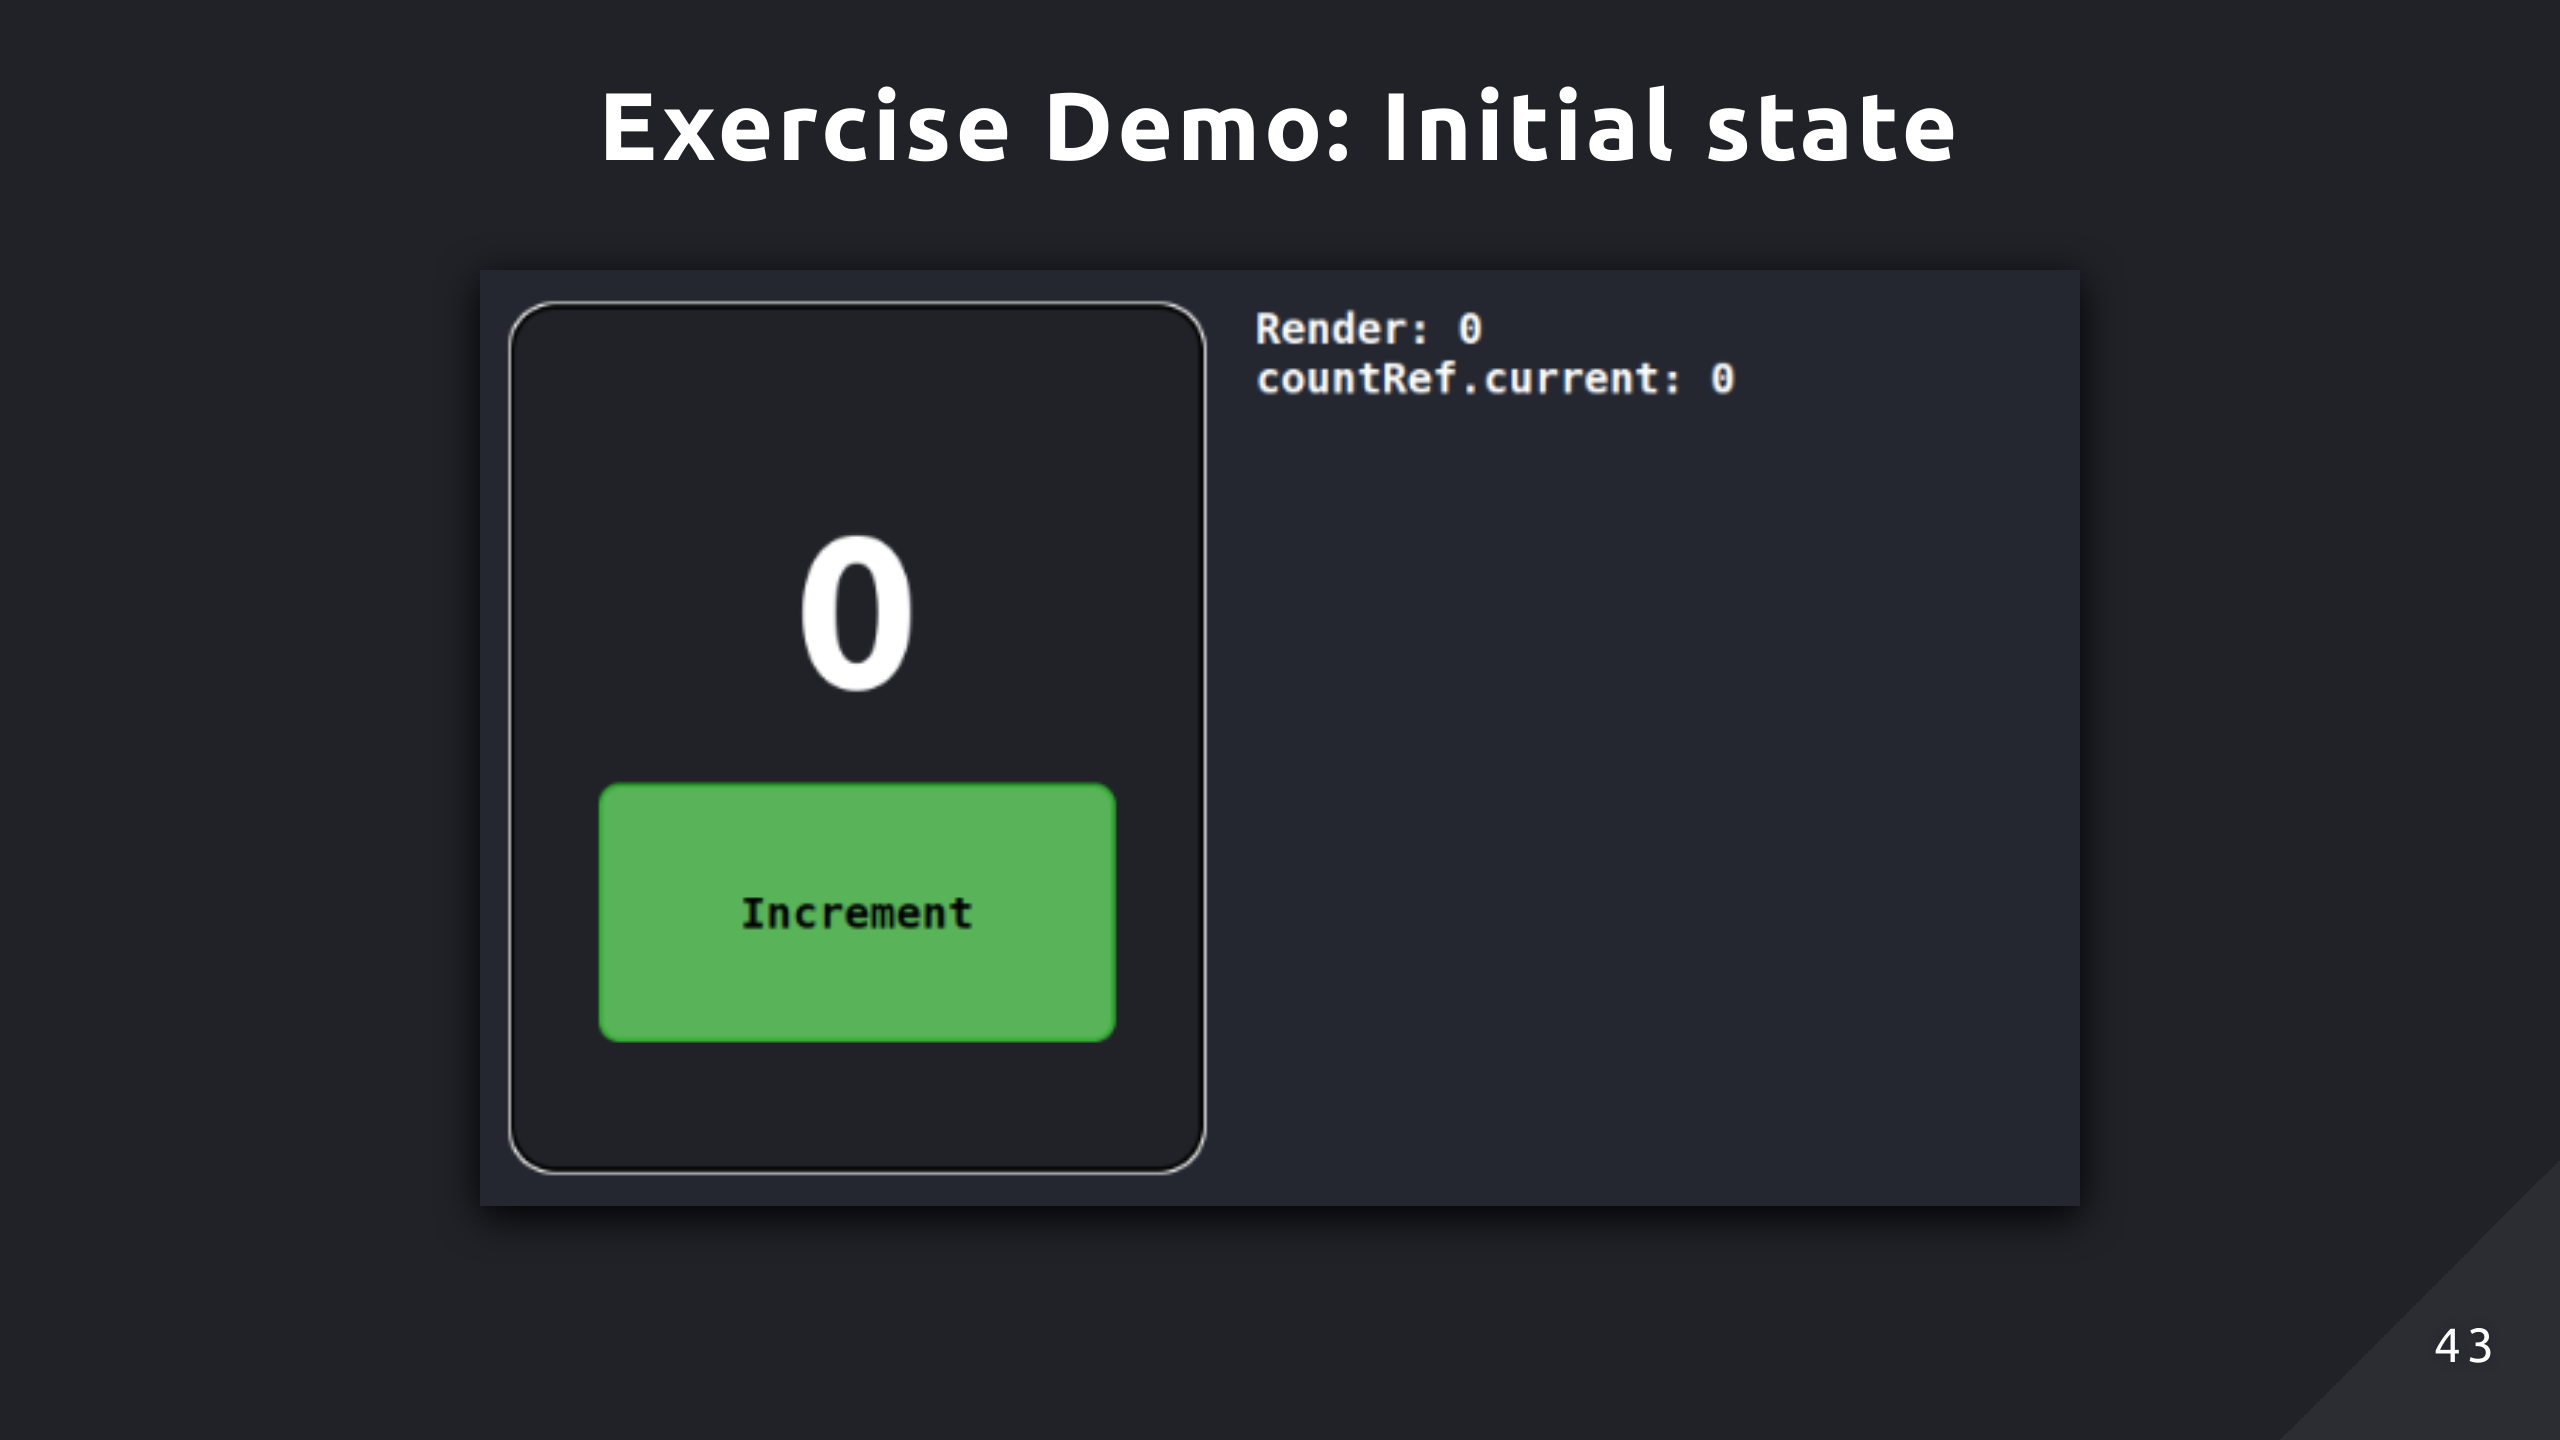 Exercise Demo: Initial state
Render: 0
countRef.current: 0
0
Increment
43